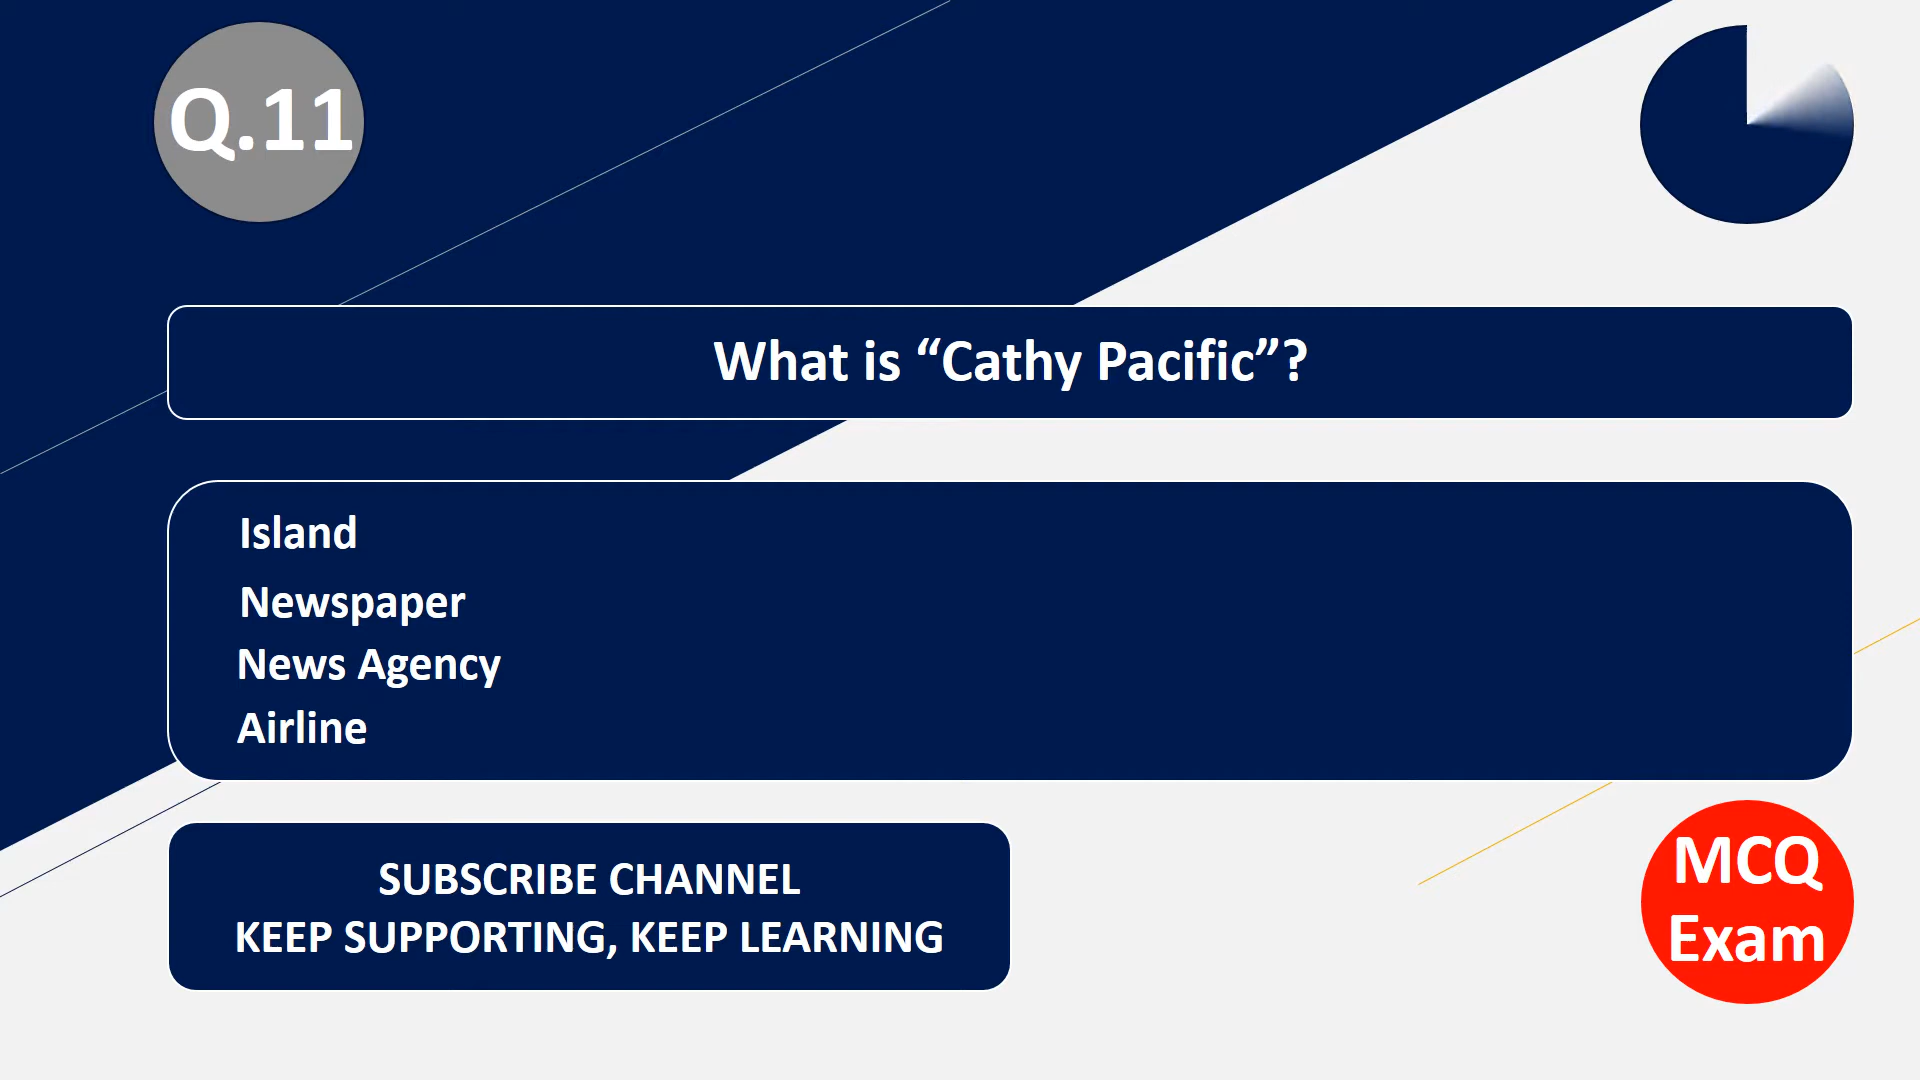 Q.11
What is “Cathy Pacific”?
Island
Newspaper
News Agency
Airline
SUBSCRIBE CHANNEL
KEEP SUPPORTING, KEEP LEARNING
MCQ
Exam